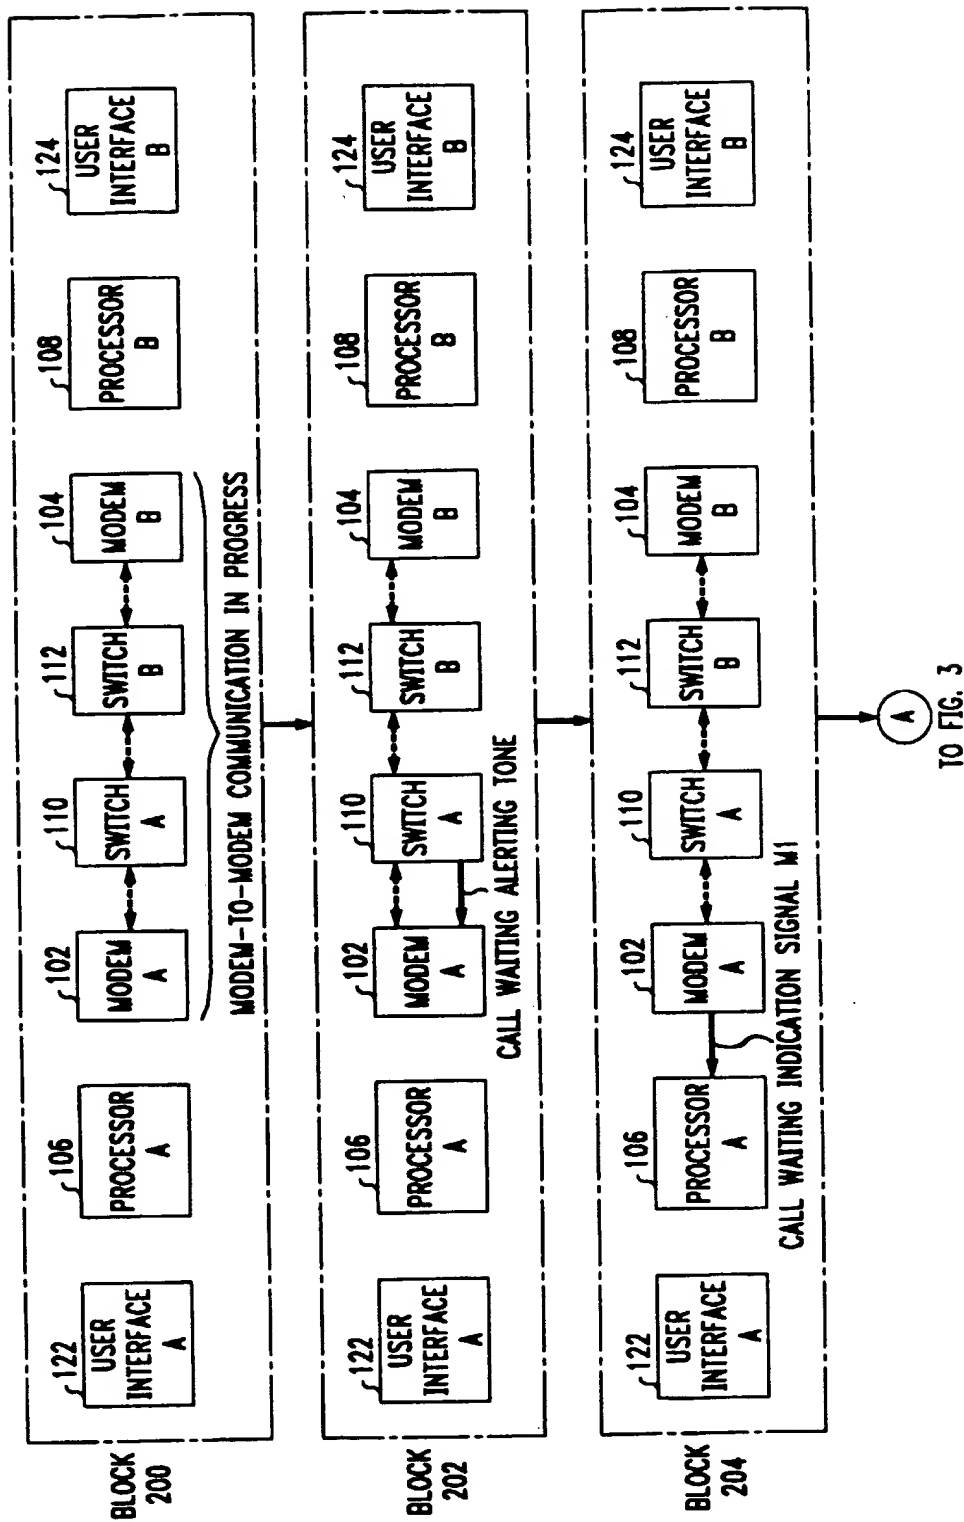 BLOCK
200
122
USER
INTERFACE
A
106
PROCESSOR
A
102
MODEM
A
110
SWITCH
A
112
SWITCH
B
104
MODEM
B
108
PROCESSOR
B
124
USER
INTERFACE
B
MODEM-TO-MODEM COMMUNICATION IN PROGRESS
BLOCK
202
122
USER
INTERFACE
A
106
PROCESSOR
A
102
MODEM
A
110
SWITCH
A
112
SWITCH
B
104
MODEM
B
108
PROCESSOR
B
124
USER
INTERFACE
B
CALL WAITING ALERTING TONE
BLOCK
204
122
USER
INTERFACE
A
106
PROCESSOR
A
102
MODEM
A
110
SWITCH
A
112
SWITCH
B
104
MODEM
B
108
PROCESSOR
B
124
USER
INTERFACE
B
CALL WAITING INDICATION SIGNAL M1
A
TO FIG. 3